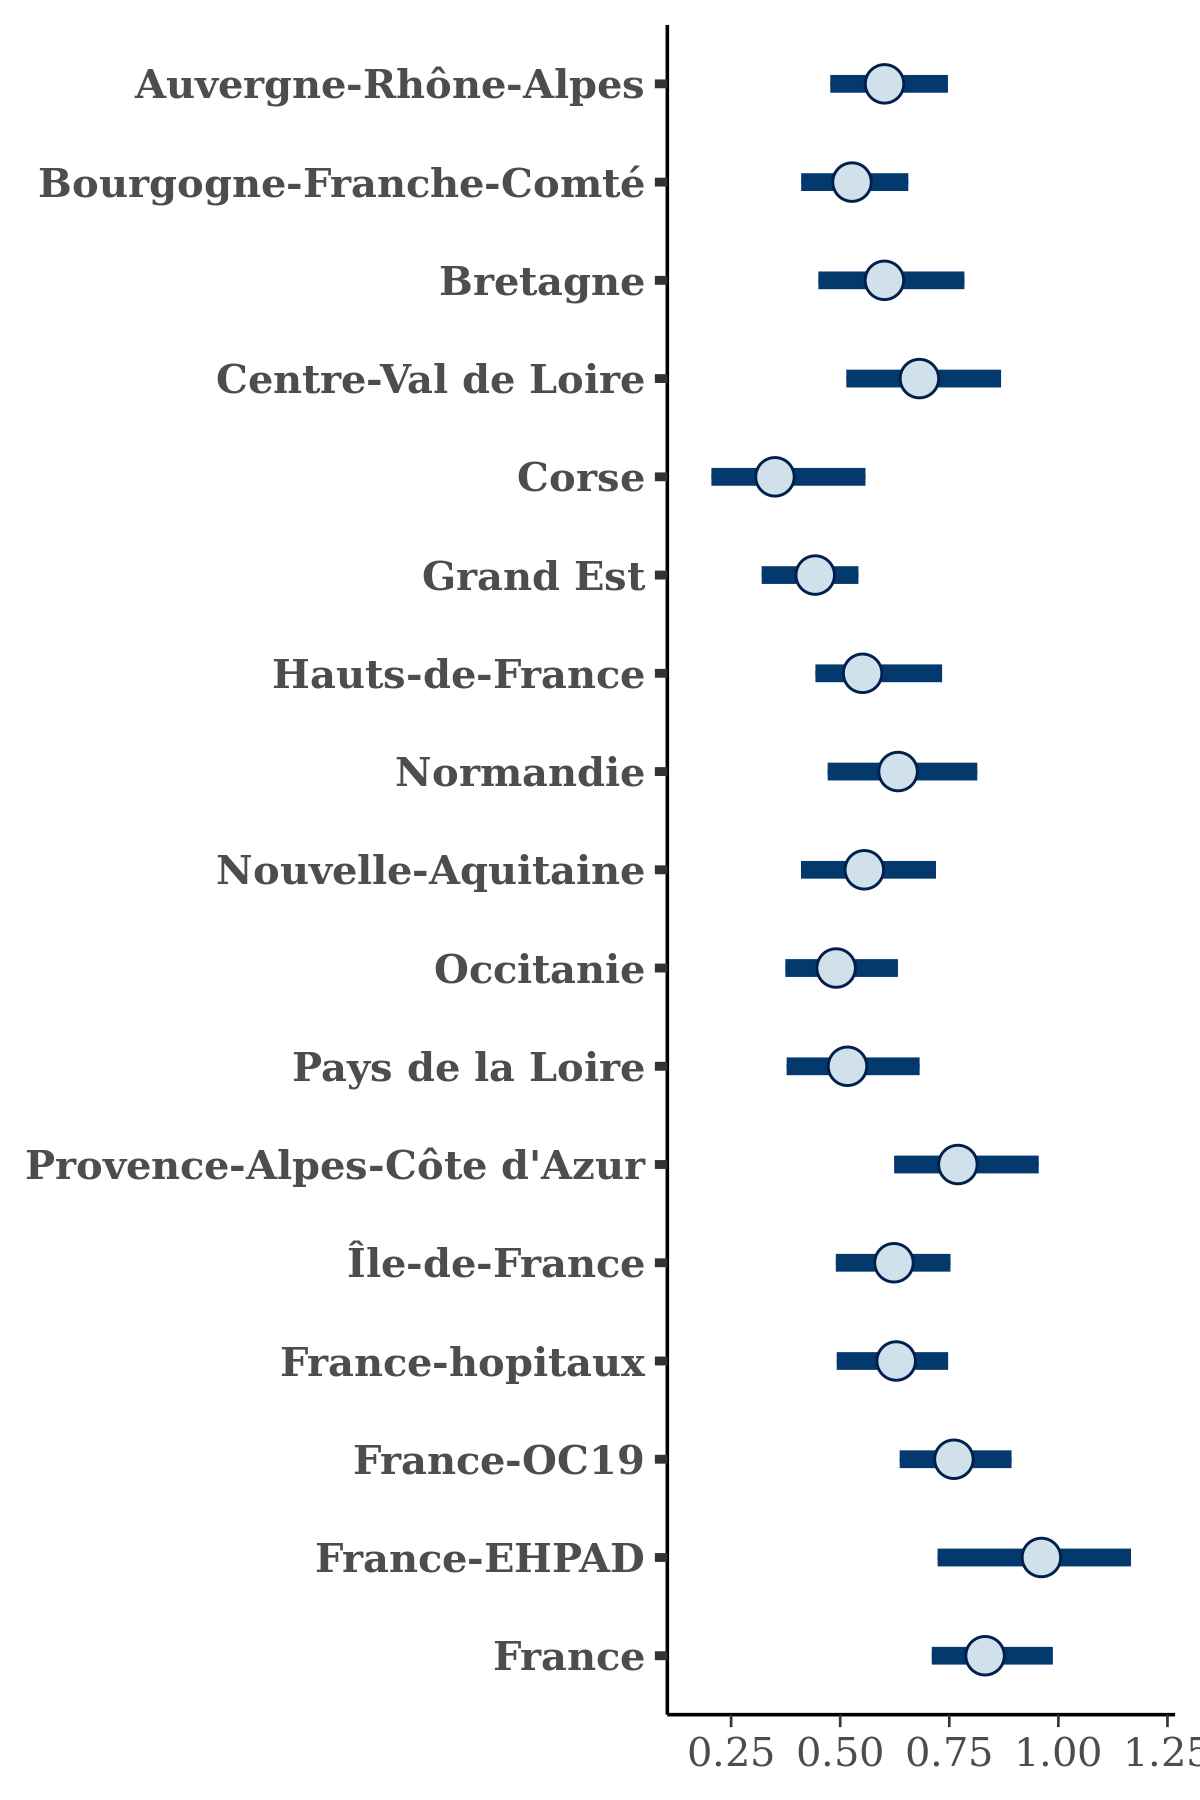 Auvergne-Rhône-Alpes
Bourgogne-Franche-Comté
Bretagne
Centre-Val de Loire
Corse
Grand Est
Hauts-de-France
Normandie
Nouvelle-Aquitaine
Occitanie
Pays de la Loire
Provence-Alpes-Côte d'Azur
Île-de-France
France-hopitaux
France-OC19
France-EHPAD
France
0.25 0.50 0.75 1.00 1.25